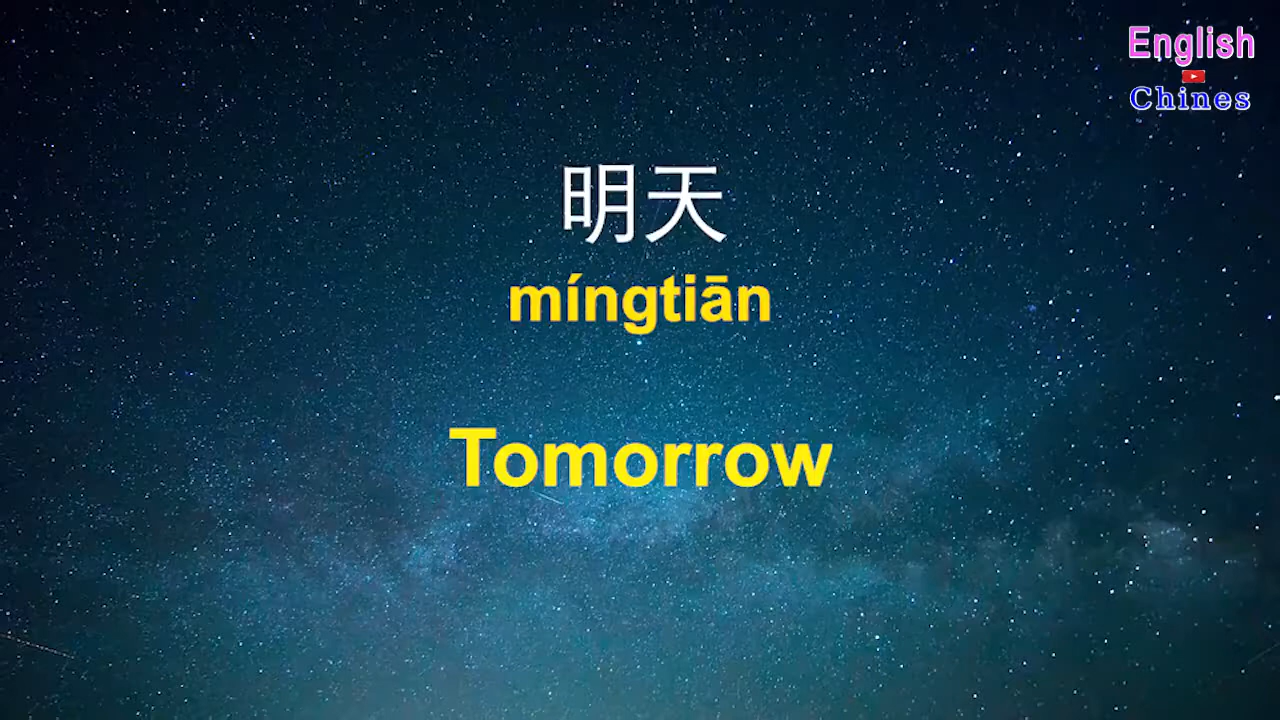 English
Chines
明天
míngtiān
Tomorrow